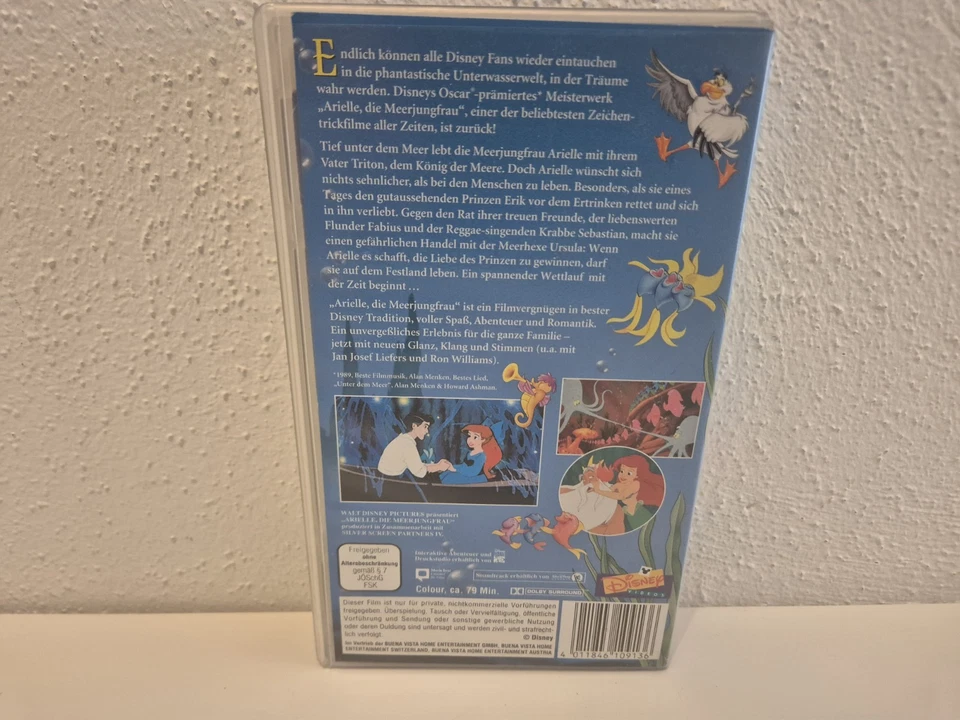 Endlich können alle Disney Fans wieder eintauchen
in die phantastische Unterwasserwelt, in der Träume
wahr werden. Disneys Oscar®-prämiertes* Meisterwerk
„Arielle, die Meerjungfrau“, einer der beliebtesten Zeichen-
trickfilme aller Zeiten, ist zurück!
Tief unter dem Meer lebt die Meerjungfrau Arielle mit ihrem
Vater Triton, dem König der Meere. Doch Arielle wünscht sich
nichts sehnlicher, als bei den Menschen zu leben. Besonders, als sie eines
Tages den gutaussehenden Prinzen Erik vor dem Ertrinken rettet und sich
in ihn verliebt. Gegen den Rat ihrer treuen Freunde, der liebenswerten
Flunder Fabius und der Reggae-singenden Krabbe Sebastian, macht sie
einen gefährlichen Handel mit der Meerhexe Ursula: Wenn
Arielle es schafft, die Liebe des Prinzen zu gewinnen, darf
sie auf dem Festland leben. Ein spannender Wettlauf mit
der Zeit beginnt ...
„Arielle, die Meerjungfrau“ ist ein Filmvergnügen in bester
Disney Tradition, voller Spaß, Abenteuer und Romantik.
Ein unvergeßliches Erlebnis für die ganze Familie –
jetzt mit neuem Glanz, Klang und Stimmen (u.a. mit
Jan Josef Liefers und Ron Williams).
*1989, Beste Filmmusik, Alan Menken, Bestes Lied,
„Unter dem Meer“, Alan Menken & Howard Ashman.
WALT DISNEY PICTURES präsentiert
„ARIELLE, DIE MEERJUNGFRAU“
produziert in Zusammenarbeit mit
SILVER SCREEN PARTNERS IV.
Freigegeben
ohne
Altersbeschränkung
gemäß § 7
JÖSchG
FSK
Interaktive Abenteuer und
Druckstudio erhältlich von
Soundtrack erhältlich von
Colour, ca. 79 Min.
DOLBY SURROUND
DISNEY
VIDEOS
Dieser Film ist nur für private, nichtkommerzielle Vorführungen
freigegeben. Überspielung, Tausch oder Vervielfältigung, öffentliche
Vorführung und Sendung oder sonstige gewerbliche Nutzung
oder deren Duldung sind untersagt und werden zivil- und strafrecht-
lich verfolgt.
© Disney
Im Vertrieb der BUENA VISTA HOME ENTERTAINMENT GMBH, BUENA VISTA HOME
ENTERTAINMENT SWITZERLAND, BUENA VISTA HOME ENTERTAINMENT AUSTRIA
4 011846 109136